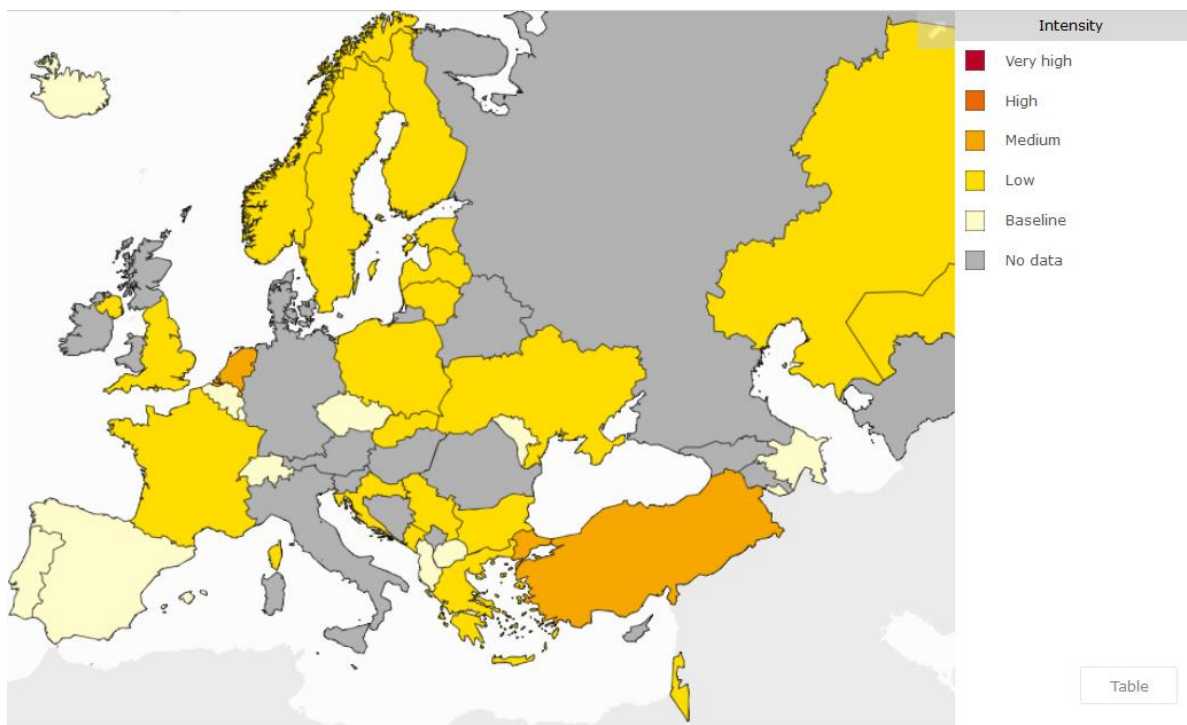 Intensity
Very high
High
Medium
Low
Baseline
No data
Table